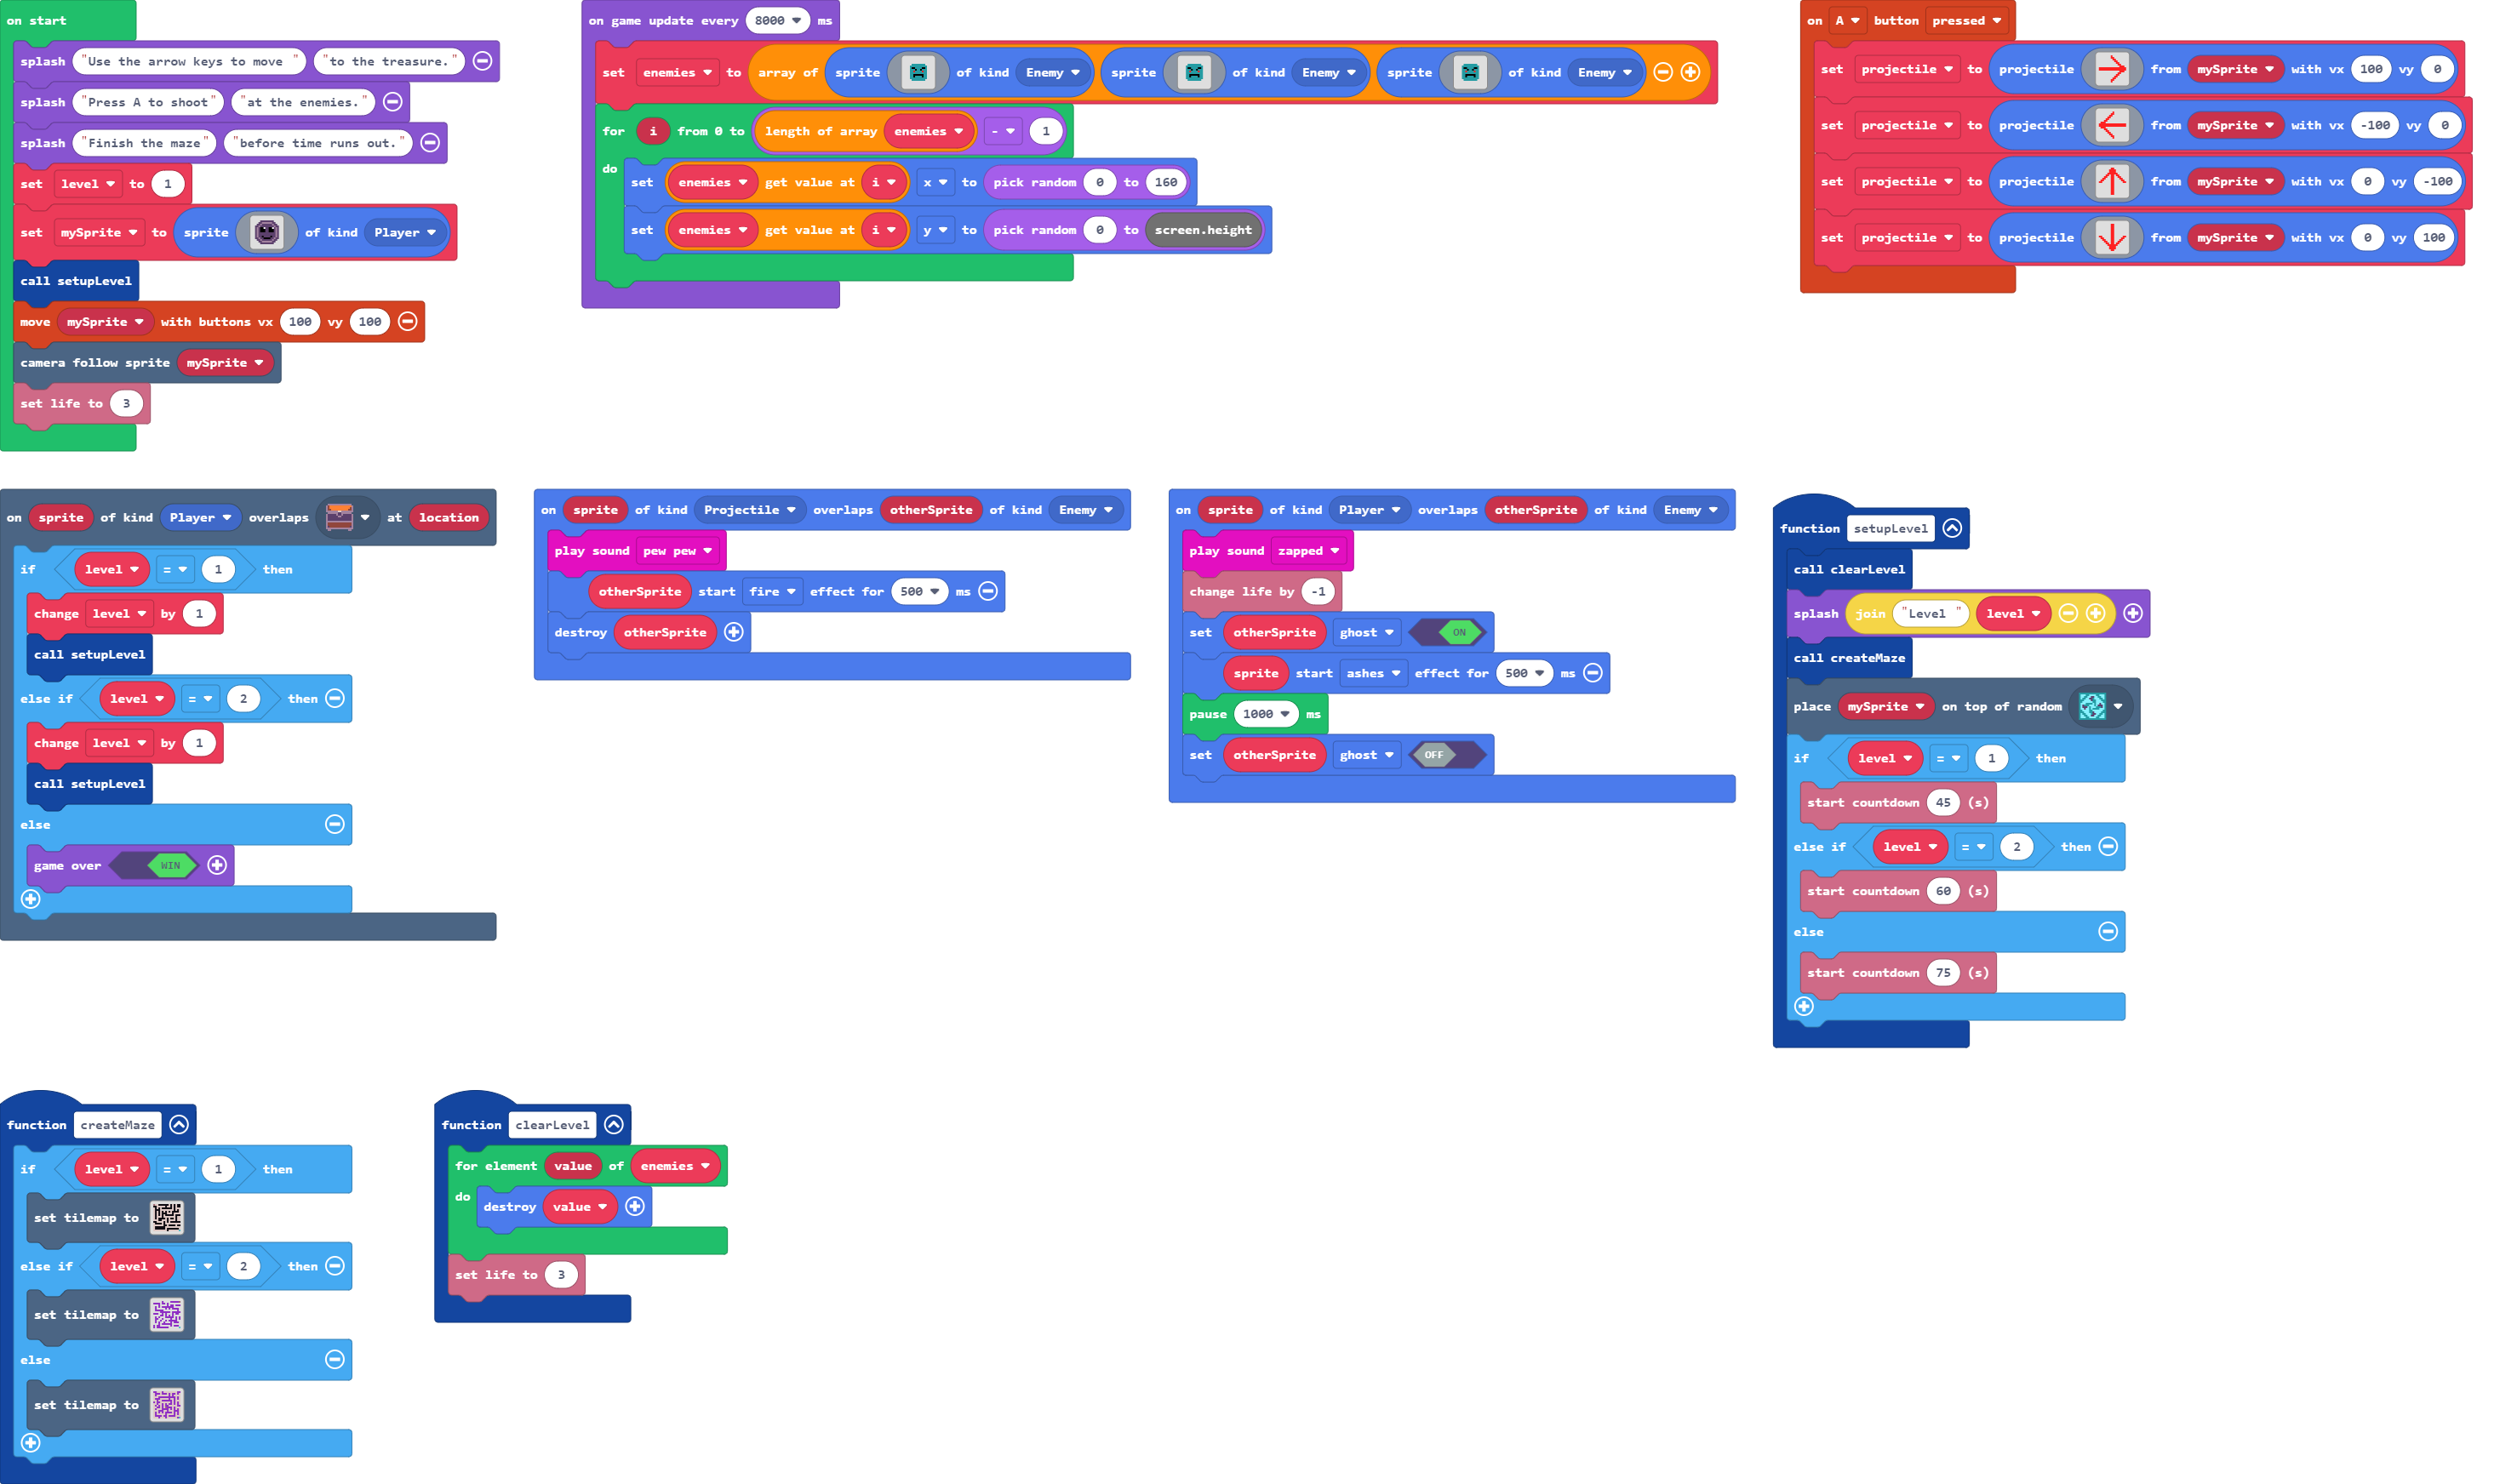 on start
splash "Use the arrow keys to move " "to the treasure."
splash "Press A to shoot" "at the enemies."
splash "Finish the maze" "before time runs out."
set level to 1
set mySprite to sprite of kind Player
call setupLevel
move mySprite with buttons vx 100 vy 100
camera follow sprite mySprite
set life to 3
on game update every 8000 ms
set enemies to array of sprite of kind Enemy sprite of kind Enemy sprite of kind Enemy
for i from 0 to length of array enemies - 1
do
set enemies get value at i x to pick random 0 to 160
set enemies get value at i y to pick random 0 to screen.height
on A button pressed
set projectile to projectile from mySprite with vx 100 vy 0
set projectile to projectile from mySprite with vx -100 vy 0
set projectile to projectile from mySprite with vx 0 vy -100
set projectile to projectile from mySprite with vx 0 vy 100
on sprite of kind Player overlaps at location
if level = 1 then
change level by 1
call setupLevel
else if level = 2 then
change level by 1
call setupLevel
else
game over WIN
on sprite of kind Projectile overlaps otherSprite of kind Enemy
play sound pew pew
otherSprite start fire effect for 500 ms
destroy otherSprite
on sprite of kind Player overlaps otherSprite of kind Enemy
play sound zapped
change life by -1
set otherSprite ghost ON
sprite start ashes effect for 500 ms
pause 1000 ms
set otherSprite ghost OFF
function setupLevel
call clearLevel
splash join "Level " level
call createMaze
place mySprite on top of random
if level = 1 then
start countdown 45 (s)
else if level = 2 then
start countdown 60 (s)
else
start countdown 75 (s)
function createMaze
if level = 1 then
set tilemap to
else if level = 2 then
set tilemap to
else
set tilemap to
function clearLevel
for element value of enemies
do
destroy value
set life to 3